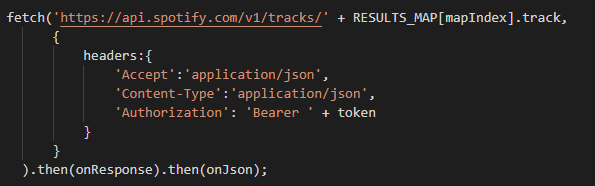 fetch('https://api.spotify.com/v1/tracks/' + RESULTS_MAP[mapIndex].track,
{
headers:{
'Accept':'application/json',
'Content-Type':'application/json',
'Authorization': 'Bearer ' + token
}
}
).then(onResponse).then(onJson);